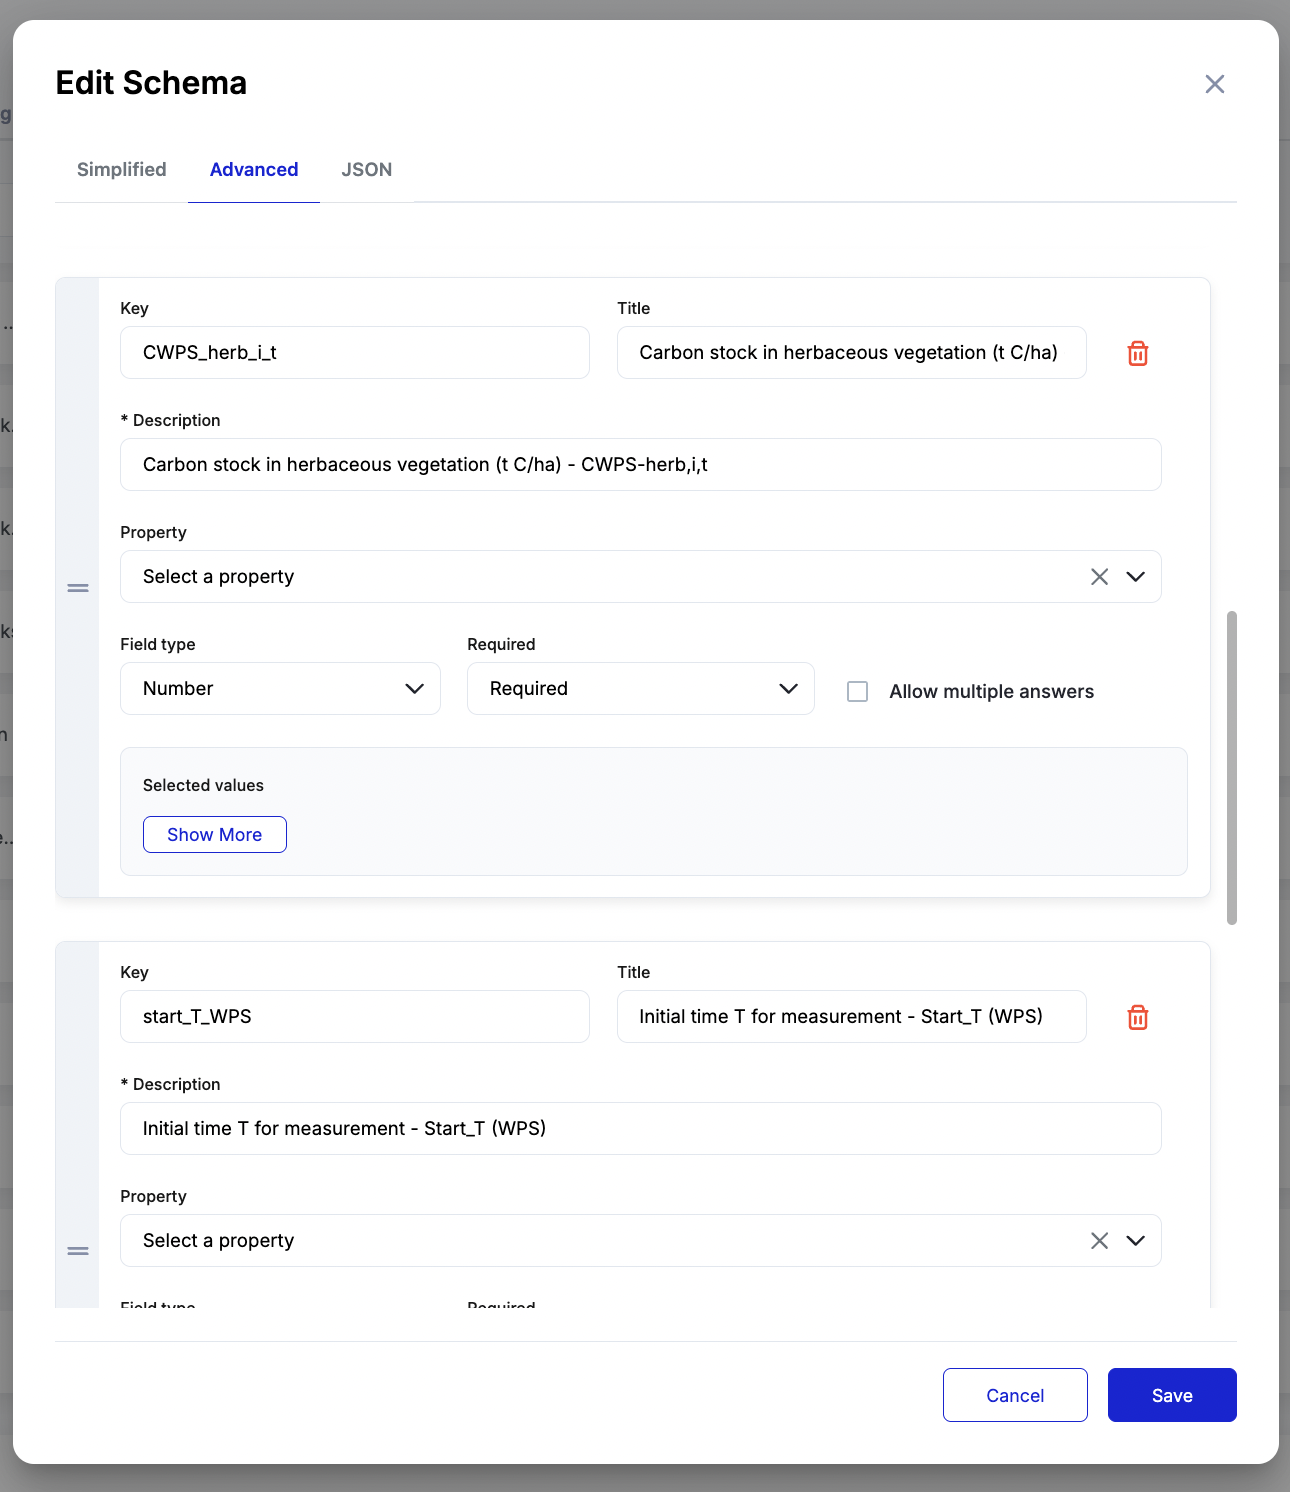 Edit Schema
Simplified Advanced JSON
Key Title
CWPS_herb_i_t Carbon stock in herbaceous vegetation (t C/ha)
* Description
Carbon stock in herbaceous vegetation (t C/ha) - CWPS-herb,i,t
Property
Select a property
Field type Required
Number Required Allow multiple answers
Selected values
Show More
Key Title
start_T_WPS Initial time T for measurement - Start_T (WPS)
* Description
Initial time T for measurement - Start_T (WPS)
Property
Select a property
Field type Required
Cancel Save